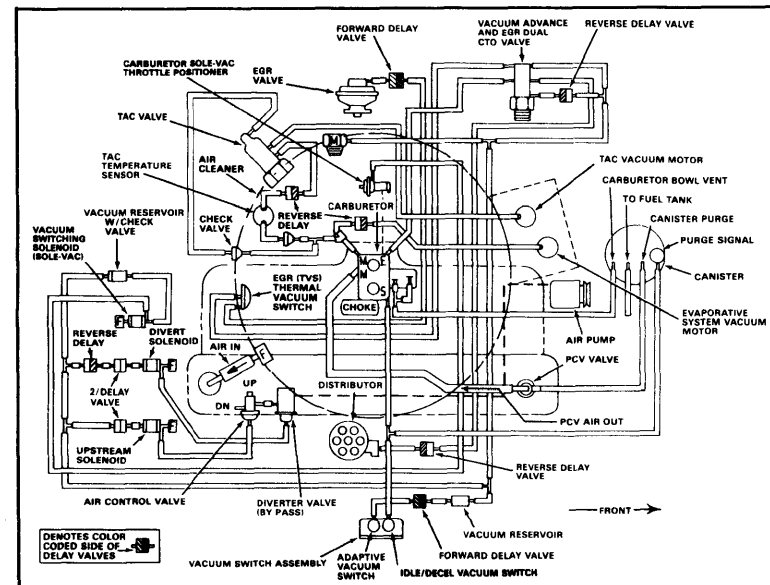 FORWARD DELAY
VALVE
VACUUM ADVANCE
AND EGR DUAL
CTO VALVE
REVERSE DELAY VALVE
CARBURETOR SOLE-VAC
THROTTLE POSITIONER
EGR
VALVE
TAC VALVE
AIR
CLEANER
TAC
TEMPERATURE
SENSOR
TAC VACUUM MOTOR
CARBURETOR BOWL VENT
TO FUEL TANK
CANISTER PURGE
PURGE SIGNAL
CANISTER
REVERSE
DELAY
CARBURETOR
CHECK
VALVE
VACUUM RESERVOIR
W/CHECK
VALVE
VACUUM
SWITCHING
SOLENOID
(SOLE-VAC)
M
M
M
E
S
CHOKE
EGR (TVS)
THERMAL
VACUUM
SWITCH
EVAPORATIVE
SYSTEM VACUUM
MOTOR
AIR PUMP
REVERSE
DELAY
DIVERT
SOLENOID
AIR IN
F
PCV VALVE
2/DELAY
VALVE
UP
DN
DISTRIBUTOR
PCV AIR OUT
UPSTREAM
SOLENOID
REVERSE DELAY
VALVE
AIR CONTROL VALVE
DIVERTER VALVE
(BY PASS)
FRONT
DENOTES COLOR
CODED SIDE OF
DELAY VALVES
VACUUM RESERVOIR
FORWARD DELAY VALVE
VACUUM SWITCH ASSEMBLY
ADAPTIVE
VACUUM
SWITCH
IDLE/DECEL VACUUM SWITCH